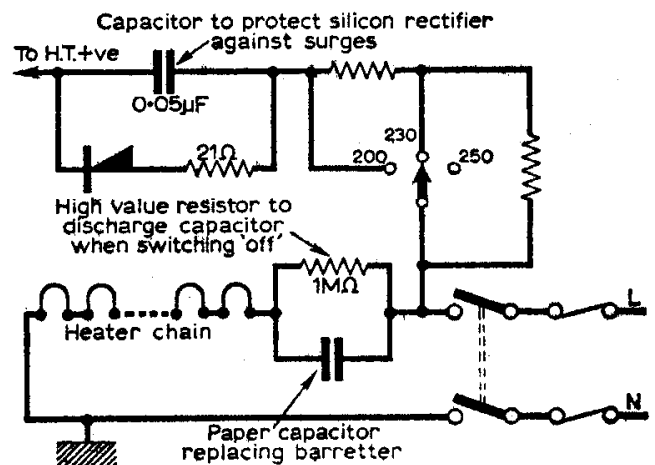 Capacitor to protect silicon rectifier
against surges
To H.T.+ve
0·05µF
230
200
250
21Ω
High value resistor to
discharge capacitor
when switching 'off'
1MΩ
L
Heater chain
N
Paper capacitor
replacing barretter